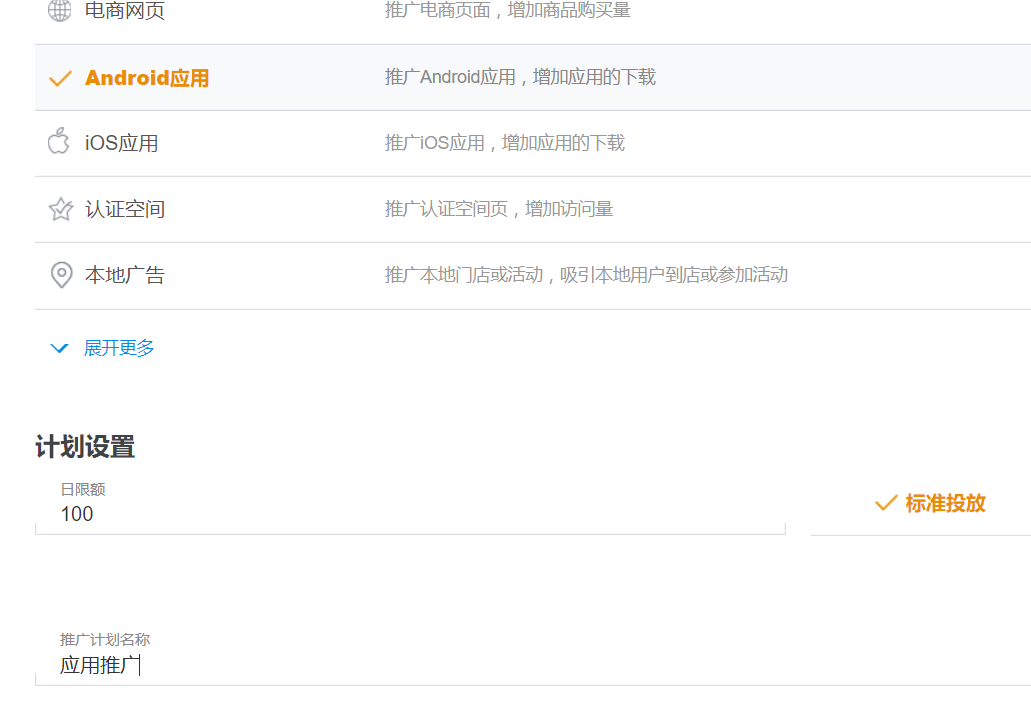 电商网页 推广电商页面，增加商品购买量
Android应用 推广Android应用，增加应用的下载
iOS应用 推广iOS应用，增加应用的下载
认证空间 推广认证空间页，增加访问量
本地广告 推广本地门店或活动，吸引本地用户到店或参加活动
展开更多
计划设置
日限额
100
标准投放
推广计划名称
应用推广